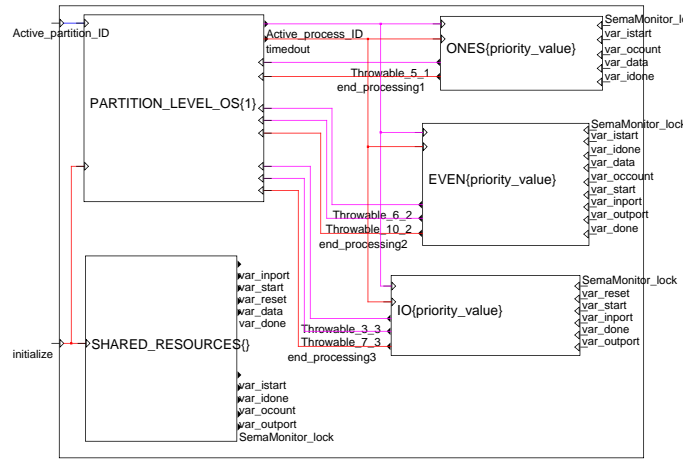 Active_partition_ID
PARTITION_LEVEL_OS{1}
Active_process_ID
timedout
Throwable_5_1
end_processing1
ONES{priority_value}
var_istart
var_ocount
var_data
var_idone
EVEN{priority_value}
SemaMonitor_lock
var_istart
var_idone
var_data
var_occount
var_start
var_inport
var_outport
var_done
Throwable_6_2
Throwable_10_2
end_processing2
IO{priority_value}
SemaMonitor_lock
var_reset
var_start
var_inport
var_done
var_outport
Throwable_3_3
Throwable_7_3
end_processing3
initialize
SHARED_RESOURCES{}
var_inport
var_start
var_reset
var_data
var_done
var_istart
var_idone
var_ocount
var_outport
SemaMonitor_lock